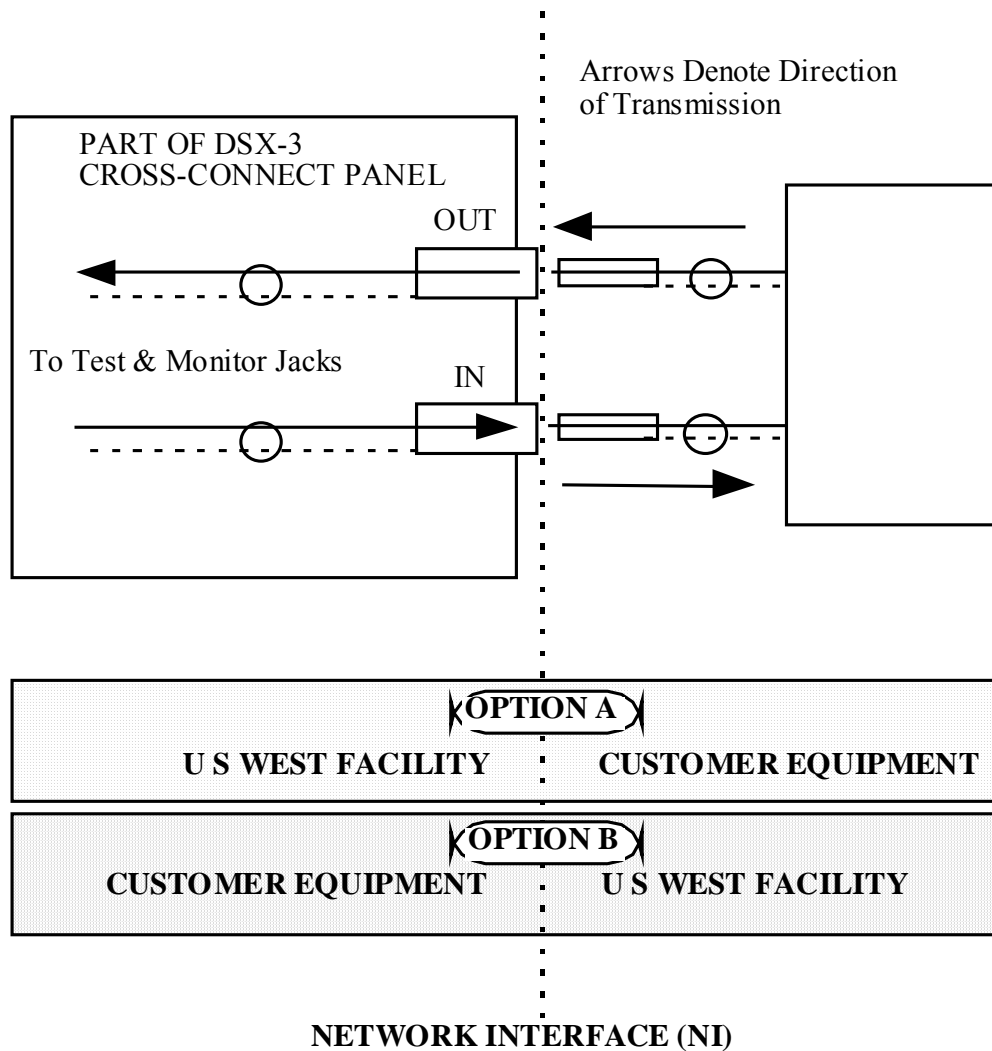 Arrows Denote Direction
of Transmission
PART OF DSX-3
CROSS-CONNECT PANEL
OUT
To Test & Monitor Jacks
IN
OPTION A
U S WEST FACILITY CUSTOMER EQUIPMENT
OPTION B
CUSTOMER EQUIPMENT U S WEST FACILITY
NETWORK INTERFACE (NI)